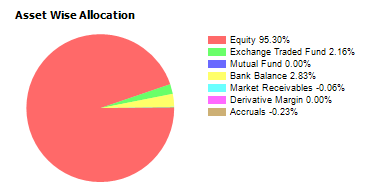 Asset Wise Allocation
Equity 95.30%
Exchange Traded Fund 2.16%
Mutual Fund 0.00%
Bank Balance 2.83%
Market Receivables -0.06%
Derivative Margin 0.00%
Accruals -0.23%